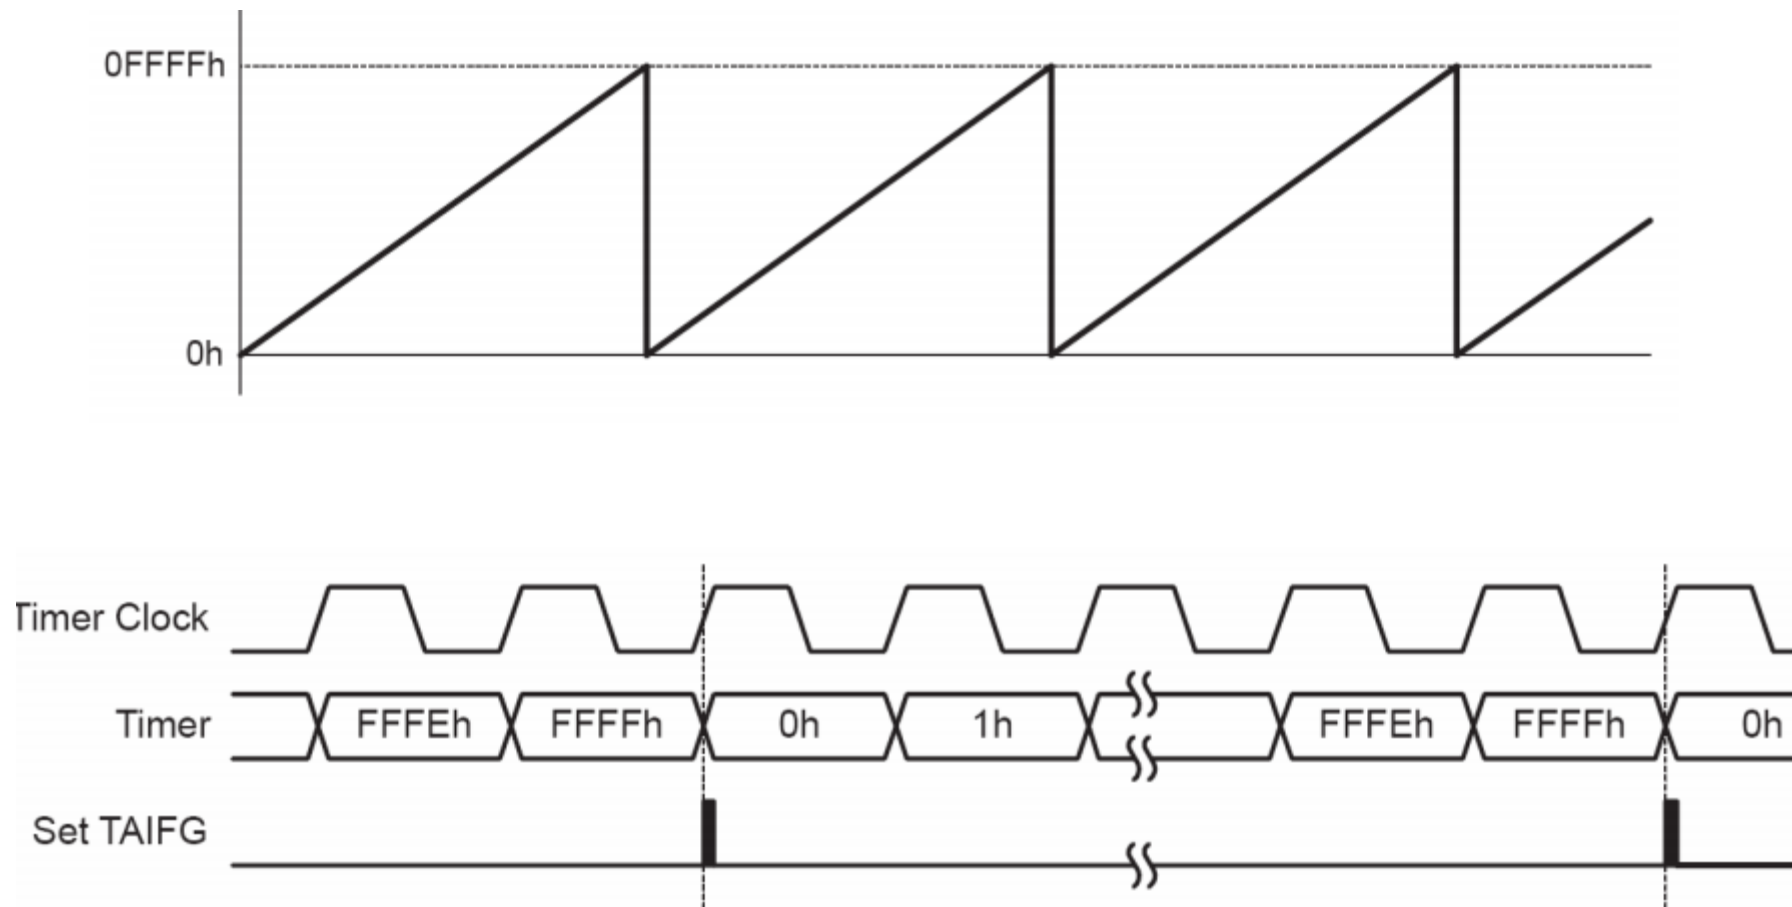 0FFFFh
0h
Timer Clock
Timer FFFEh FFFFh 0h 1h FFFEh FFFFh 0h
Set TAIFG